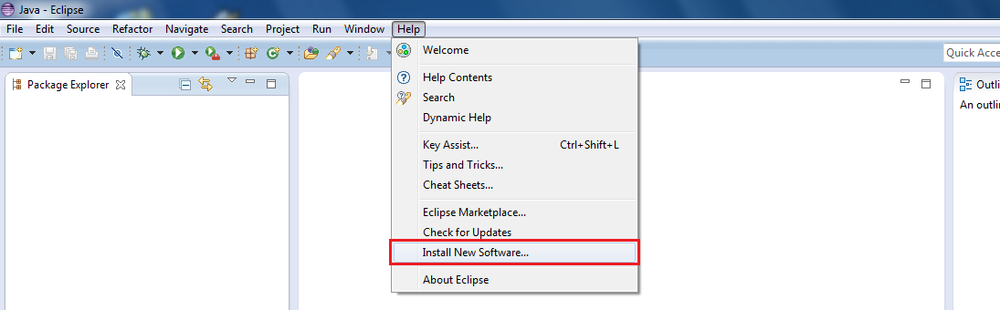 Java - Eclipse
File Edit Source Refactor Navigate Search Project Run Window Help
Quick Acce
Package Explorer
Welcome
Help Contents
Search
Dynamic Help
Key Assist... Ctrl+Shift+L
Tips and Tricks...
Cheat Sheets...
Eclipse Marketplace...
Check for Updates
Install New Software...
About Eclipse
Outli
An outli